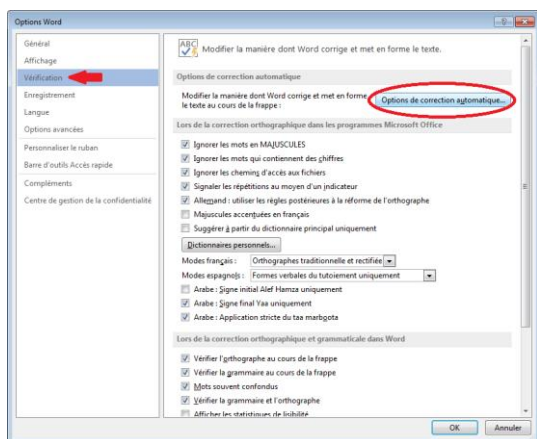 Options Word
Général
Affichage
Vérification
Enregistrement
Langue
Options avancées
Personnaliser le ruban
Barre d'outils Accès rapide
Compléments
Centre de gestion de la confidentialité
ABC
Modifier la manière dont Word corrige et met en forme le texte.
Options de correction automatique
Modifier la manière dont Word corrige et met en forme
le texte au cours de la frappe :
Options de correction automatique...
Lors de la correction orthographique dans les programmes Microsoft Office
Ignorer les mots en MAJUSCULES
Ignorer les mots qui contiennent des chiffres
Ignorer les chemins d'accès aux fichiers
Signaler les répétitions au moyen d'un indicateur
Allemand : utiliser les règles postérieures à la réforme de l'orthographe
Majuscules accentuées en français
Suggérer à partir du dictionnaire principal uniquement
Dictionnaires personnels...
Modes français : Orthographes traditionnelle et rectifiée
Modes espagnols : Formes verbales du tutoiement uniquement
Arabe : Signe initial Alef Hamza uniquement
Arabe : Signe final Yaa uniquement
Arabe : Application stricte du taa marbouta
Lors de la correction orthographique et grammaticale dans Word
Vérifier l'orthographe au cours de la frappe
Vérifier la grammaire au cours de la frappe
Mots souvent confondus
Vérifier la grammaire et l'orthographe
Afficher les statistiques de lisibilité
OK
Annuler